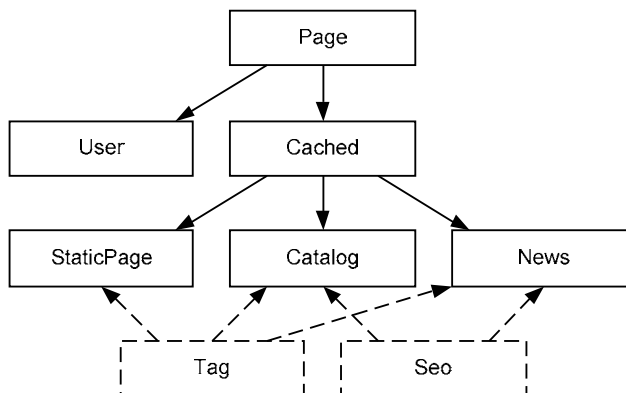 Page
User
Cached
StaticPage
Catalog
News
Tag
Seo